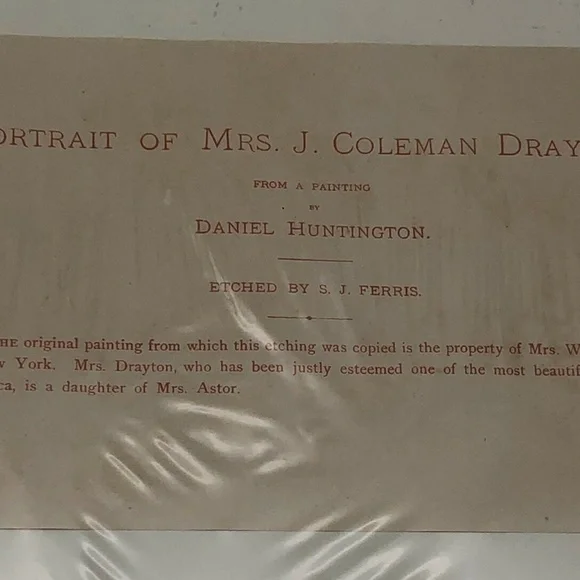 ORTRAIT OF MRS. J. COLEMAN DRAY
FROM A PAINTING
BY
DANIEL HUNTINGTON.
ETCHED BY S. J. FERRIS.
HE original painting from which this etching was copied is the property of Mrs. W
w York. Mrs. Drayton, who has been justly esteemed one of the most beautif
ca, is a daughter of Mrs. Astor.